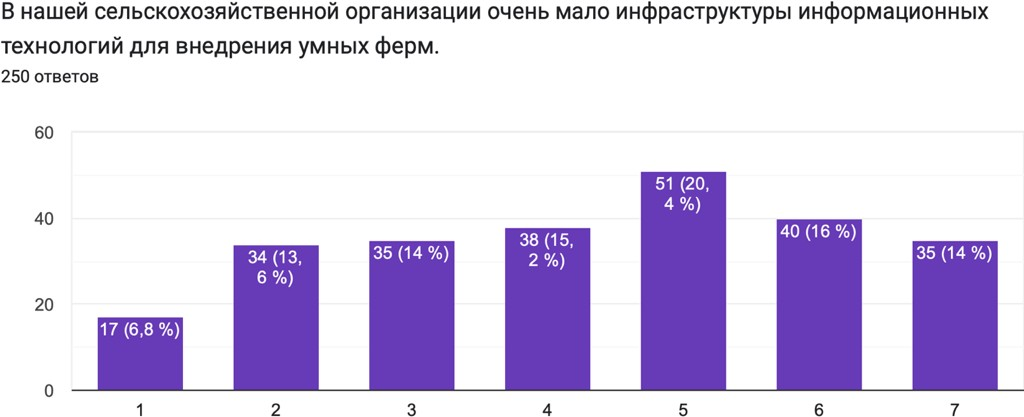 В нашей сельскохозяйственной организации очень мало инфраструктуры информационных
технологий для внедрения умных ферм.
250 ответов
60
40
20
0
17 (6,8 %)
34 (13,
6 %)
35 (14 %)
38 (15,
2 %)
51 (20,
4 %)
40 (16 %)
35 (14 %)
1
2
3
4
5
6
7